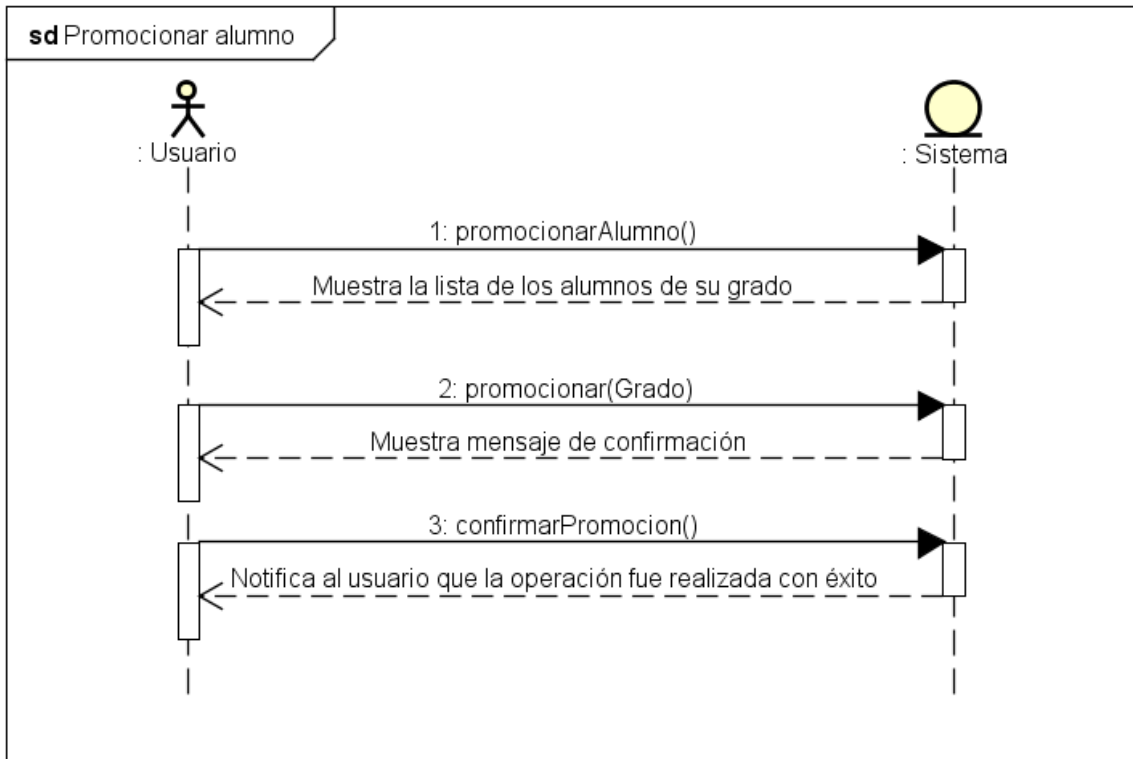 sd Promocionar alumno
: Usuario
: Sistema
1: promocionarAlumno()
Muestra la lista de los alumnos de su grado
2: promocionar(Grado)
Muestra mensaje de confirmación
3: confirmarPromocion()
Notifica al usuario que la operación fue realizada con éxito